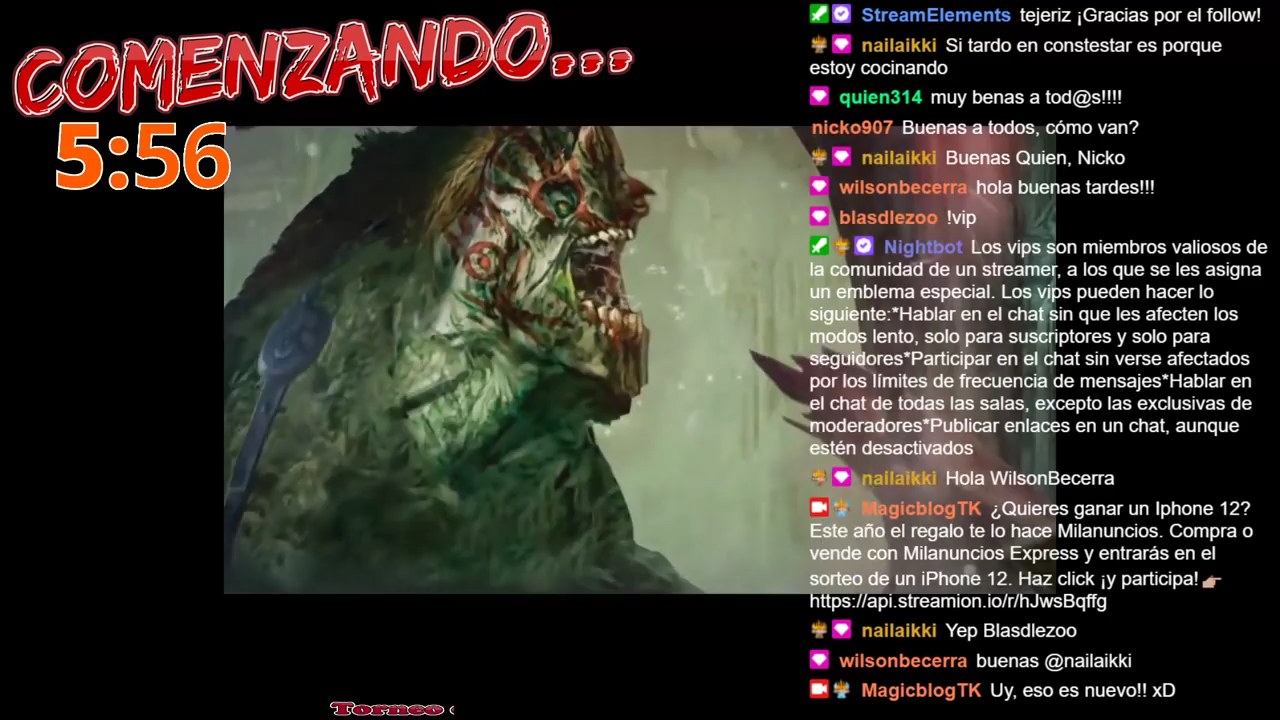 COMENZANDO...
5:56
StreamElements tejeriz ¡Gracias por el follow!
nailaikki Si tardo en constestar es porque
estoy cocinando
quien314 muy benas a tod@s!!!!
nicko907 Buenas a todos, cómo van?
nailaikki Buenas Quien, Nicko
wilsonbecerra hola buenas tardes!!!
blasdlezoo !vip
Nightbot Los vips son miembros valiosos de
la comunidad de un streamer, a los que se les asigna
un emblema especial. Los vips pueden hacer lo
siguiente:*Hablar en el chat sin que les afecten los
modos lento, solo para suscriptores y solo para
seguidores*Participar en el chat sin verse afectados
por los límites de frecuencia de mensajes*Hablar en
el chat de todas las salas, excepto las exclusivas de
moderadores*Publicar enlaces en un chat, aunque
estén desactivados
nailaikki Hola WilsonBecerra
MagicblogTK ¿Quieres ganar un Iphone 12?
Este año el regalo te lo hace Milanuncios. Compra o
vende con Milanuncios Express y entrarás en el
sorteo de un iPhone 12. Haz click ¡y participa!👉🏼
https://api.streamion.io/r/hJwsBqffg
nailaikki Yep Blasdlezoo
wilsonbecerra buenas @nailaikki
MagicblogTK Uy, eso es nuevo!! xD
Torneo